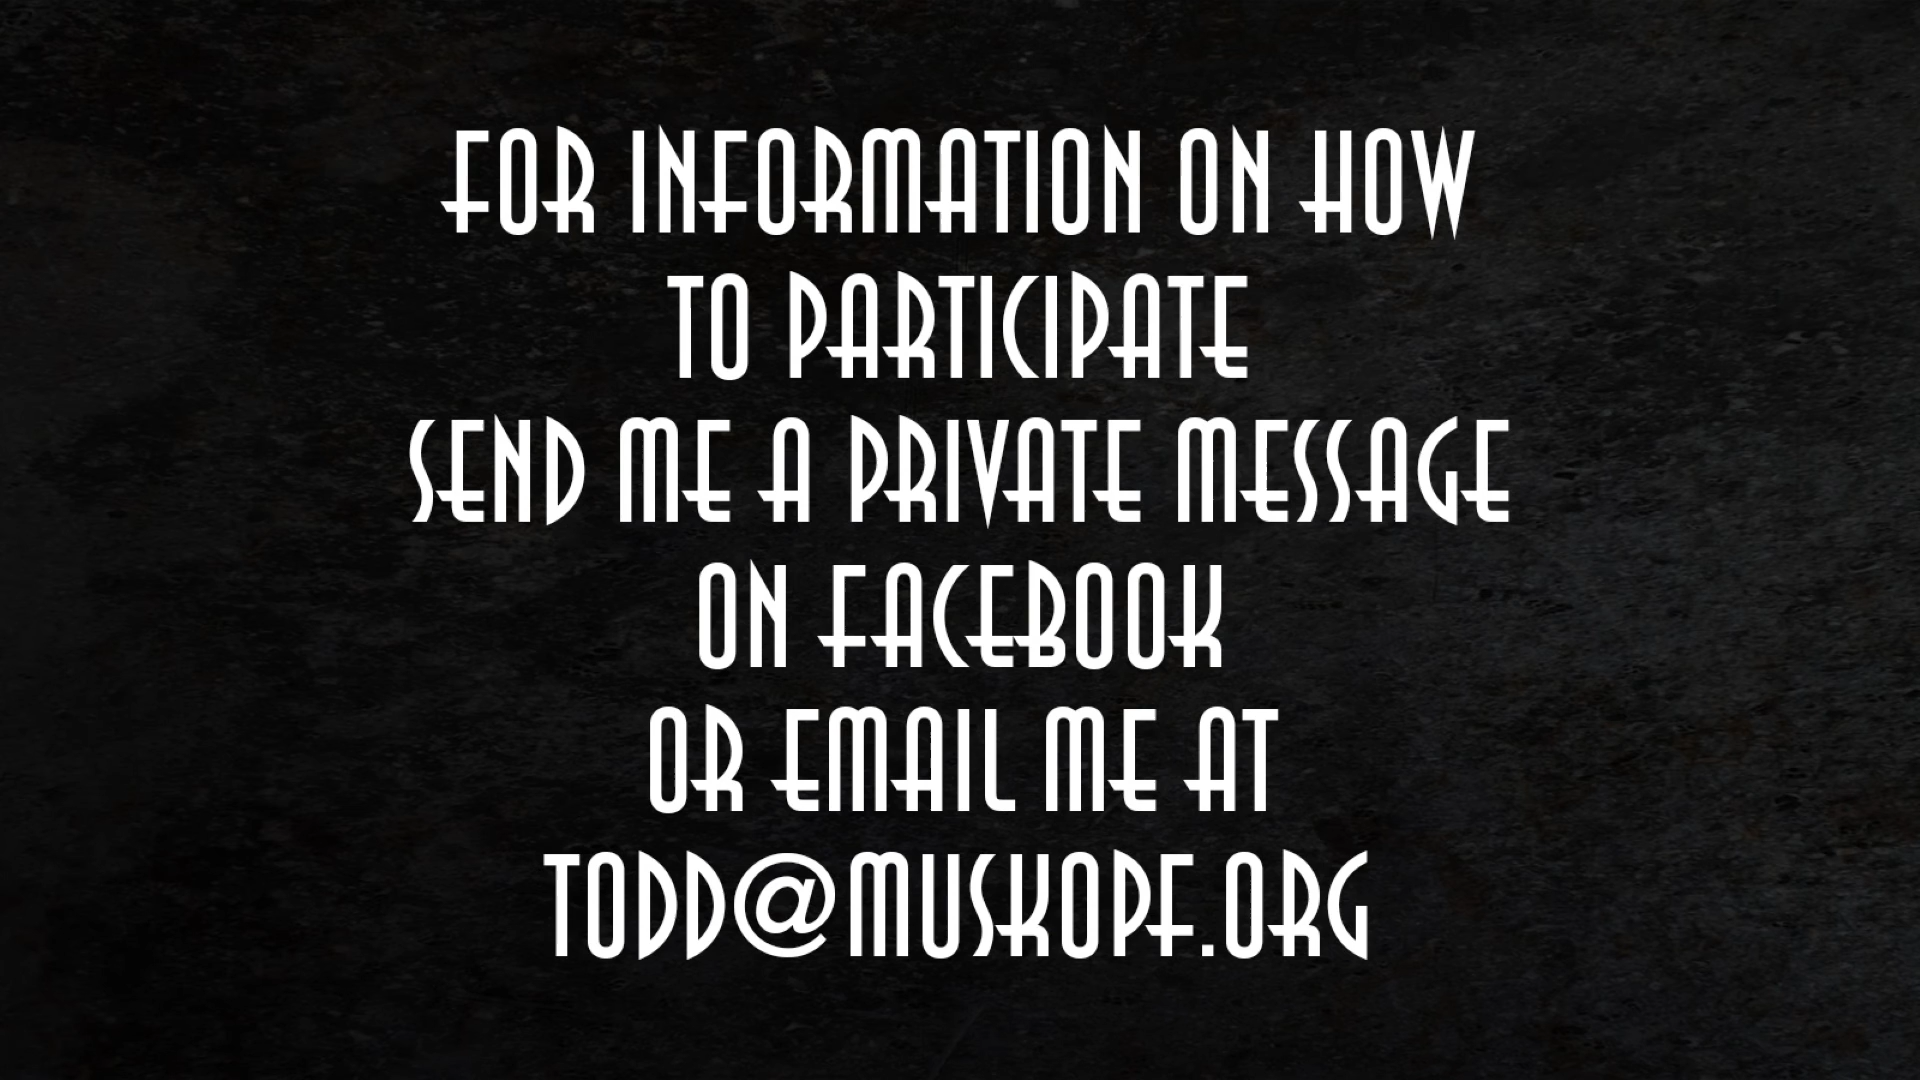 FOR INFORMATION ON HOW
TO PARTICIPATE
SEND ME A PRIVATE MESSAGE
ON FACEBOOK
OR EMAIL ME AT
TODD@MUSKOPF.ORG